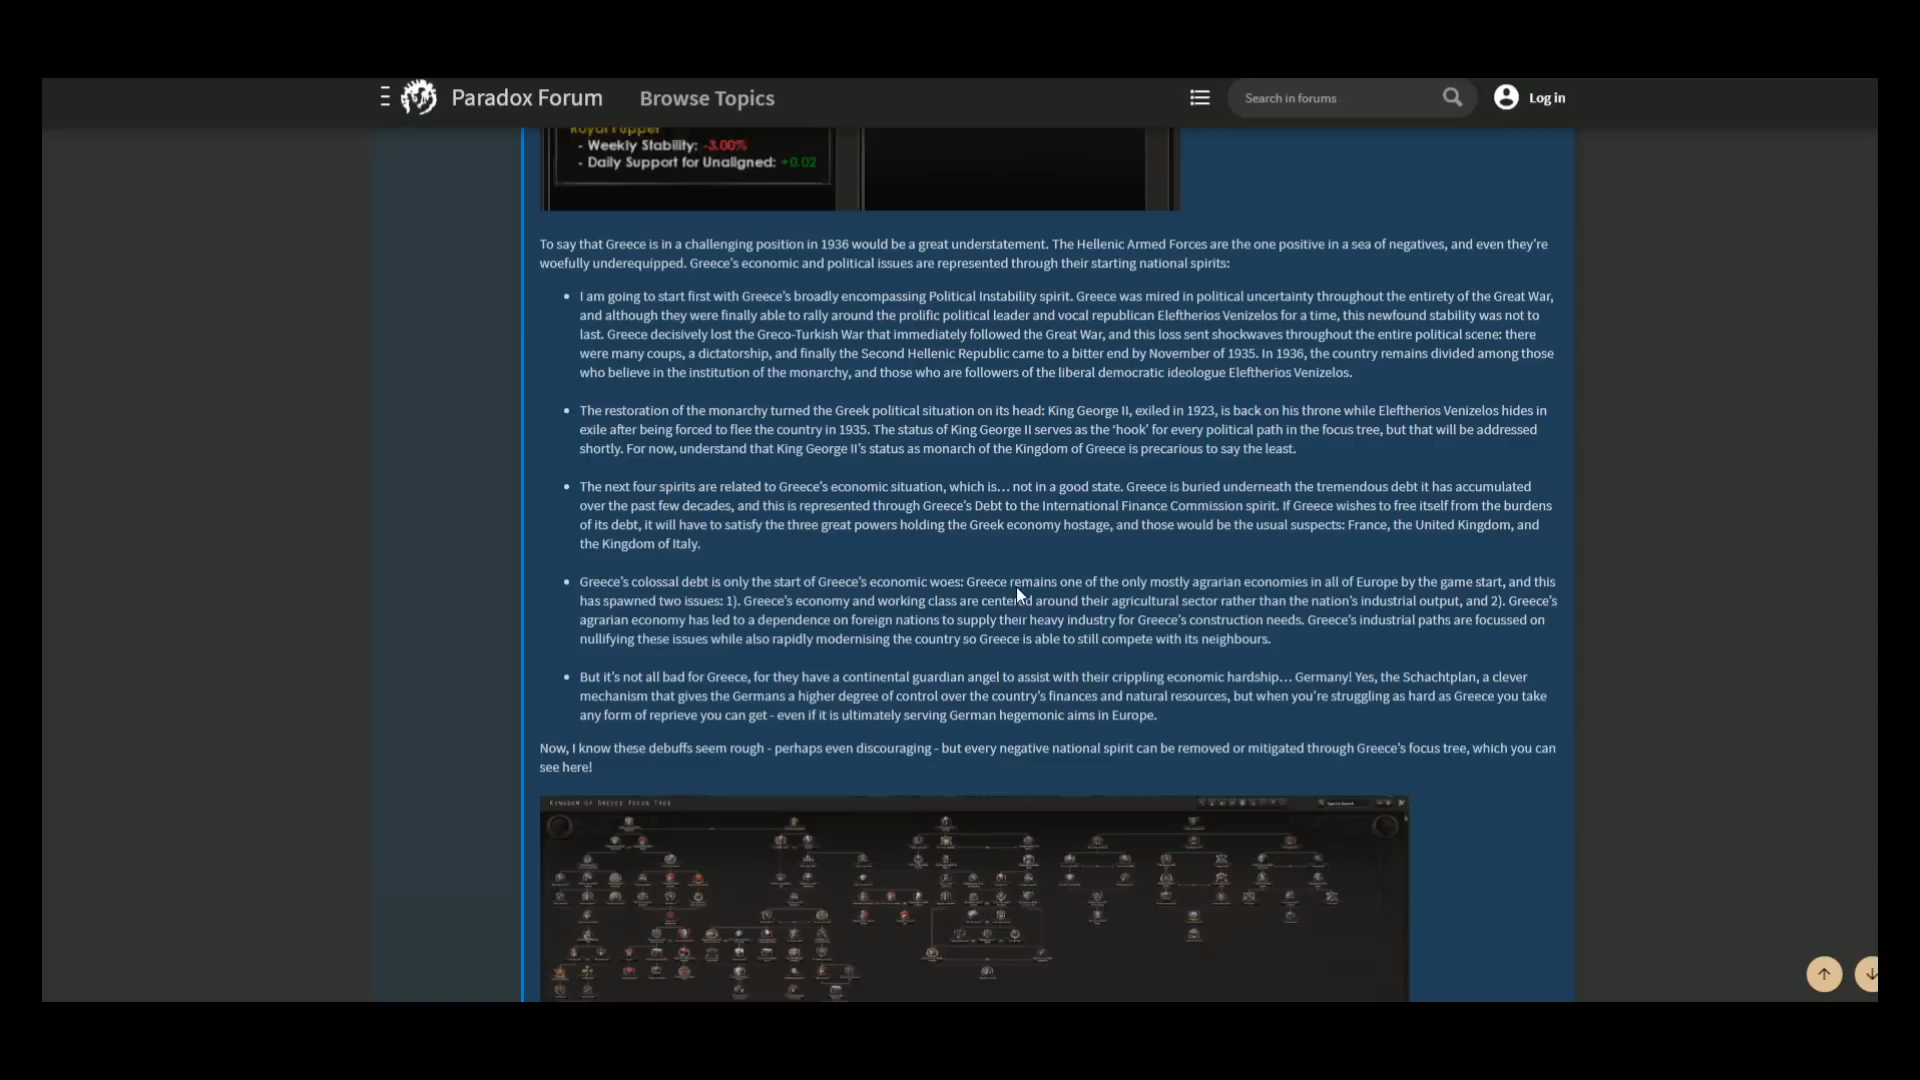 Paradox Forum
Browse Topics
Search in forums
Log in
Royal Pupper
- Weekly Stability: -3.00%
- Daily Support for Unaligned: +0.02
To say that Greece is in a challenging position in 1936 would be a great understatement. The Hellenic Armed Forces are the one positive in a sea of negatives, and even they’re
woefully underequipped. Greece’s economic and political issues are represented through their starting national spirits:
• I am going to start first with Greece’s broadly encompassing Political Instability spirit. Greece was mired in political uncertainty throughout the entirety of the Great War,
and although they were finally able to rally around the prolific political leader and vocal republican Eleftherios Venizelos for a time, this newfound stability was not to
last. Greece decisively lost the Greco-Turkish War that immediately followed the Great War, and this loss sent shockwaves throughout the entire political scene: there
were many coups, a dictatorship, and finally the Second Hellenic Republic came to a bitter end by November of 1935. In 1936, the country remains divided among those
who believe in the institution of the monarchy, and those who are followers of the liberal democratic ideologue Eleftherios Venizelos.
• The restoration of the monarchy turned the Greek political situation on its head: King George II, exiled in 1923, is back on his throne while Eleftherios Venizelos hides in
exile after being forced to flee the country in 1935. The status of King George II serves as the ‘hook’ for every political path in the focus tree, but that will be addressed
shortly. For now, understand that King George II’s status as monarch of the Kingdom of Greece is precarious to say the least.
• The next four spirits are related to Greece’s economic situation, which is… not in a good state. Greece is buried underneath the tremendous debt it has accumulated
over the past few decades, and this is represented through Greece’s Debt to the International Finance Commission spirit. If Greece wishes to free itself from the burdens
of its debt, it will have to satisfy the three great powers holding the Greek economy hostage, and those would be the usual suspects: France, the United Kingdom, and
the Kingdom of Italy.
• Greece’s colossal debt is only the start of Greece’s economic woes: Greece remains one of the only mostly agrarian economies in all of Europe by the game start, and this
has spawned two issues: 1). Greece’s economy and working class are centered around their agricultural sector rather than the nation’s industrial output, and 2). Greece’s
agrarian economy has led to a dependence on foreign nations to supply their heavy industry for Greece’s construction needs. Greece’s industrial paths are focussed on
nullifying these issues while also rapidly modernising the country so Greece is able to still compete with its neighbours.
• But it’s not all bad for Greece, for they have a continental guardian angel to assist with their crippling economic hardship… Germany! Yes, the Schachtplan, a clever
mechanism that gives the Germans a higher degree of control over the country’s finances and natural resources, but when you’re struggling as hard as Greece you take
any form of reprieve you can get - even if it is ultimately serving German hegemonic aims in Europe.
Now, I know these debuffs seem rough - perhaps even discouraging - but every negative national spirit can be removed or mitigated through Greece’s focus tree, which you can
see here!
Kingdom of Greece Focus Tree